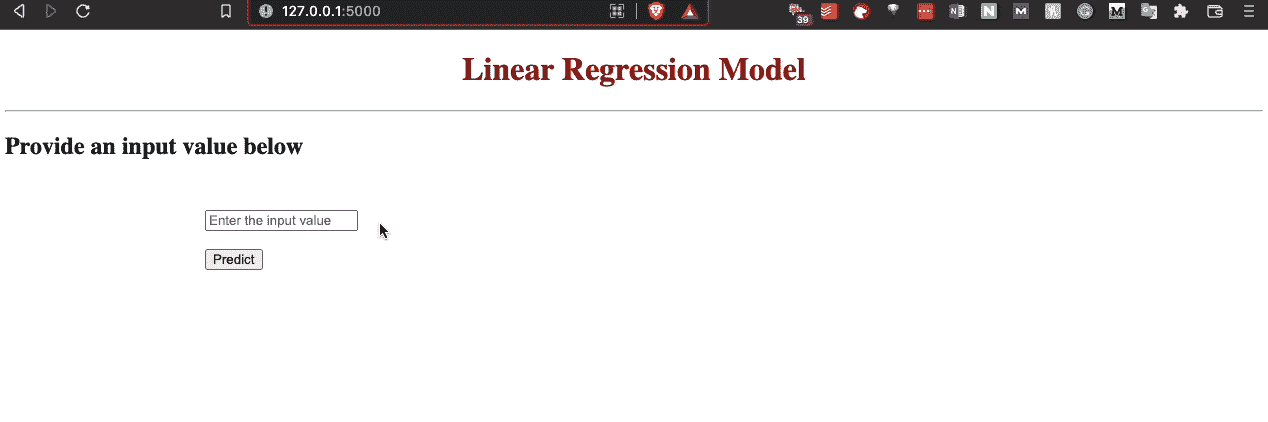 127.0.0.1:5000
39
Linear Regression Model
Provide an input value below
Enter the input value
Predict